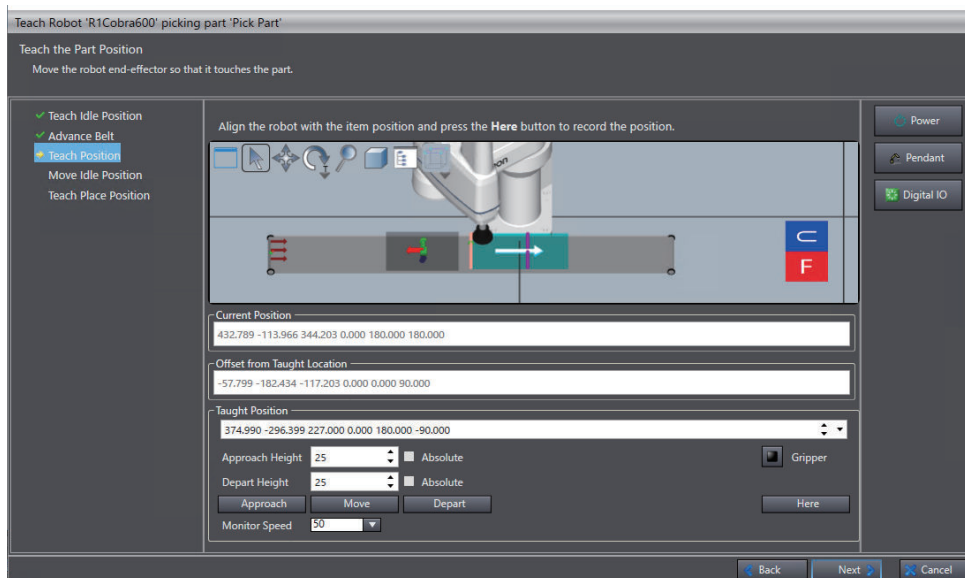 Teach Robot 'R1Cobra600' picking part 'Pick Part'
Teach the Part Position
Move the robot end-effector so that it touches the part.
Teach Idle Position
Advance Belt
Teach Position
Move Idle Position
Teach Place Position
Align the robot with the item position and press the Here button to record the position.
F
Current Position
432.789 -113.966 344.203 0.000 180.000 180.000
Offset from Taught Location
-57.799 -182.434 -117.203 0.000 0.000 90.000
Taught Position
374.990 -296.399 227.000 0.000 180.000 -90.000
Approach Height 25 Absolute Gripper
Depart Height 25 Absolute
Approach Move Depart Here
Monitor Speed 50
Power
Pendant
Digital IO
Back Next Cancel